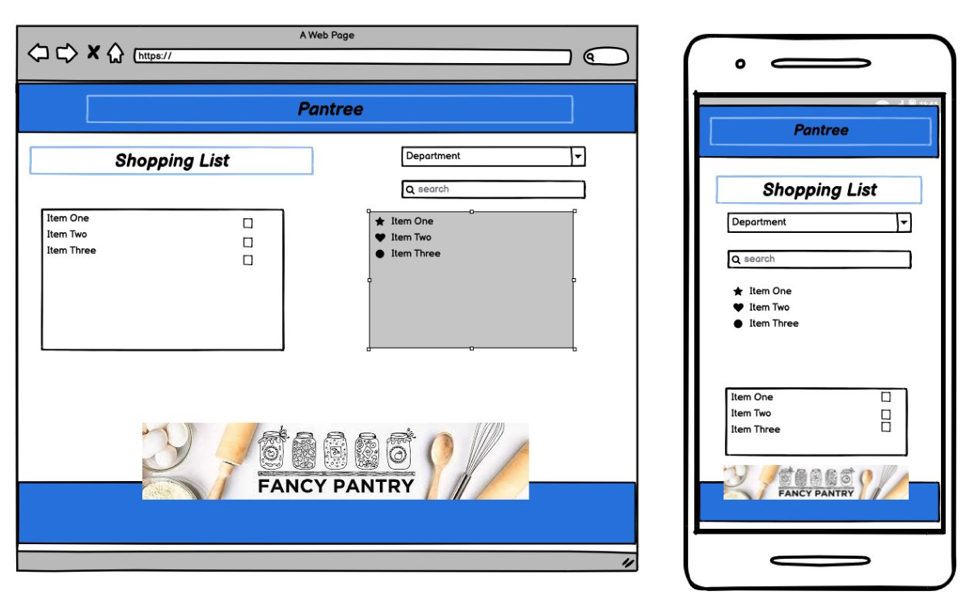 A Web Page
https://
Pantree
Shopping List
Department
search
Item One
Item Two
Item Three
Item One
Item Two
Item Three
FANCY PANTRY
Pantree
Shopping List
Department
search
Item One
Item Two
Item Three
Item One
Item Two
Item Three
FANCY PANTRY